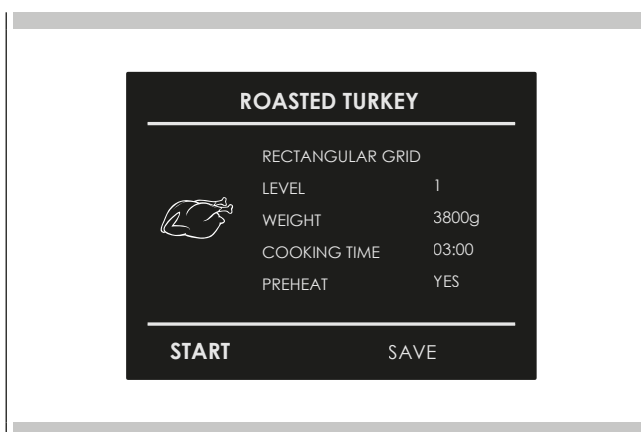 ROASTED TURKEY
RECTANGULAR GRID
LEVEL 1
WEIGHT 3800g
COOKING TIME 03:00
PREHEAT YES
START SAVE